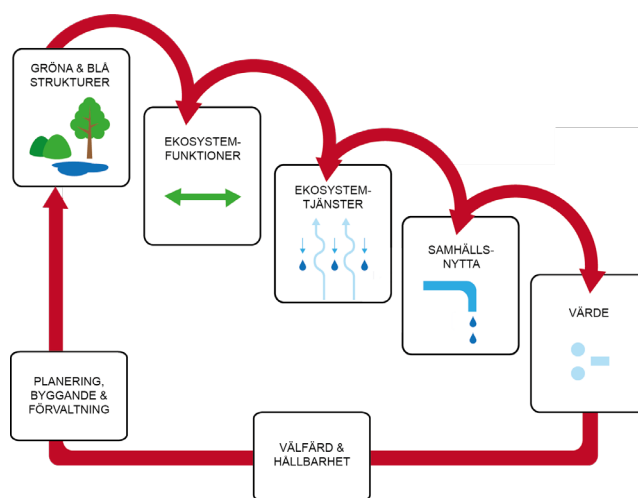 GRÖNA & BLÅ
STRUKTURER
EKOSYSTEM-
FUNKTIONER
EKOSYSTEM-
TJÄNSTER
SAMHÄLLS-
NYTTA
VÄRDE
PLANERING,
BYGGANDE &
FÖRVALTNING
VÄLFÄRD &
HÅLLBARHET